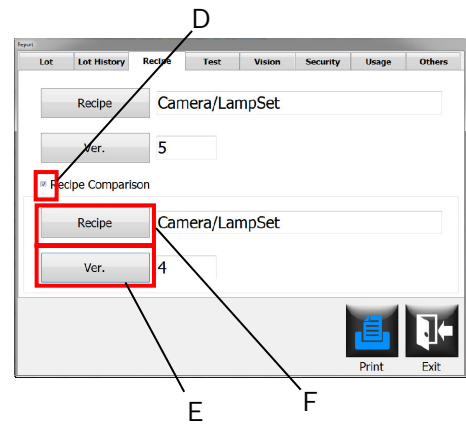 D
Report
Lot Lot History Recipe Test Vision Security Usage Others
Recipe Camera/LampSet
Ver. 5
Recipe Comparison
Recipe Camera/LampSet
Ver. 4
Print Exit
E F